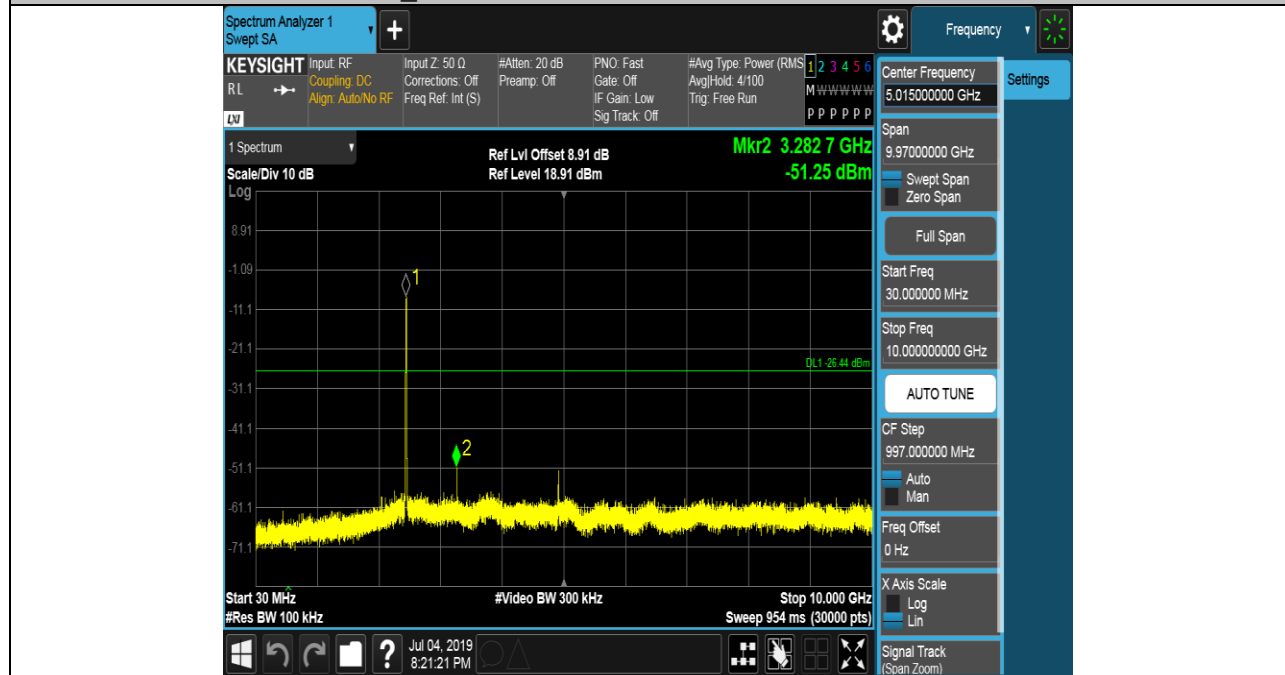 Spectrum Analyzer 1
Swept SA
+
Frequency
KEYSIGHT
RL
LXI
Input: RF
Coupling: DC
Align: Auto/No RF
Input Z: 50 Ω
Corrections: Off
Freq Ref: Int (S)
#Atten: 20 dB
Preamp: Off
PNO: Fast
Gate: Off
IF Gain: Low
Sig Track: Off
#Avg Type: Power (RMS
Avg|Hold: 4/100
Trig: Free Run
1 2 3 4 5 6
M W W W W W
P P P P P P
Center Frequency
5.015000000 GHz
Settings
1 Spectrum
Scale/Div 10 dB
Ref Lvl Offset 8.91 dB
Ref Level 18.91 dBm
Mkr2 3.282 7 GHz
-51.25 dBm
Log
8.91
-1.09
-11.1
-21.1
-31.1
-41.1
-51.1
-61.1
-71.1
1
2
DL1 -26.44 dBm
Start 30 MHz
#Res BW 100 kHz
#Video BW 300 kHz
Stop 10.000 GHz
Sweep 954 ms (30000 pts)
Span
9.97000000 GHz
Swept Span
Zero Span
Full Span
Start Freq
30.000000 MHz
Stop Freq
10.000000000 GHz
AUTO TUNE
CF Step
997.000000 MHz
Auto
Man
Freq Offset
0 Hz
X Axis Scale
Log
Lin
Signal Track
(Span Zoom)
?
Jul 04, 2019
8:21:21 PM